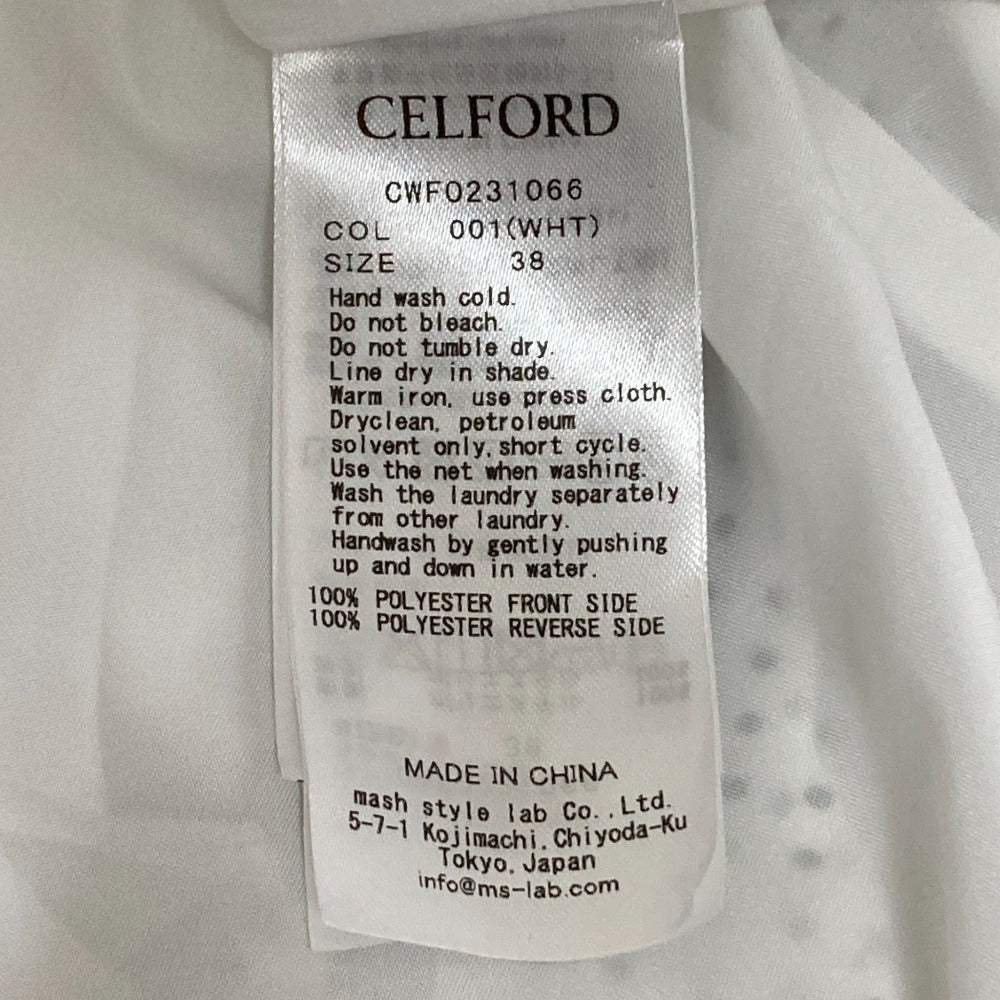 CELFORD
CWFO231066
COL 001(WHT)
SIZE 38
Hand wash cold.
Do not bleach.
Do not tumble dry.
Line dry in shade.
Warm iron, use press cloth.
Dryclean, petroleum
solvent only, short cycle.
Use the net when washing.
Wash the laundry separately
from other laundry.
Handwash by gently pushing
up and down in water.
100% POLYESTER FRONT SIDE
100% POLYESTER REVERSE SIDE
MADE IN CHINA
mash style lab Co.,Ltd.
5-7-1 Kojimachi,Chiyoda-Ku
Tokyo,Japan
info@ms-lab.com